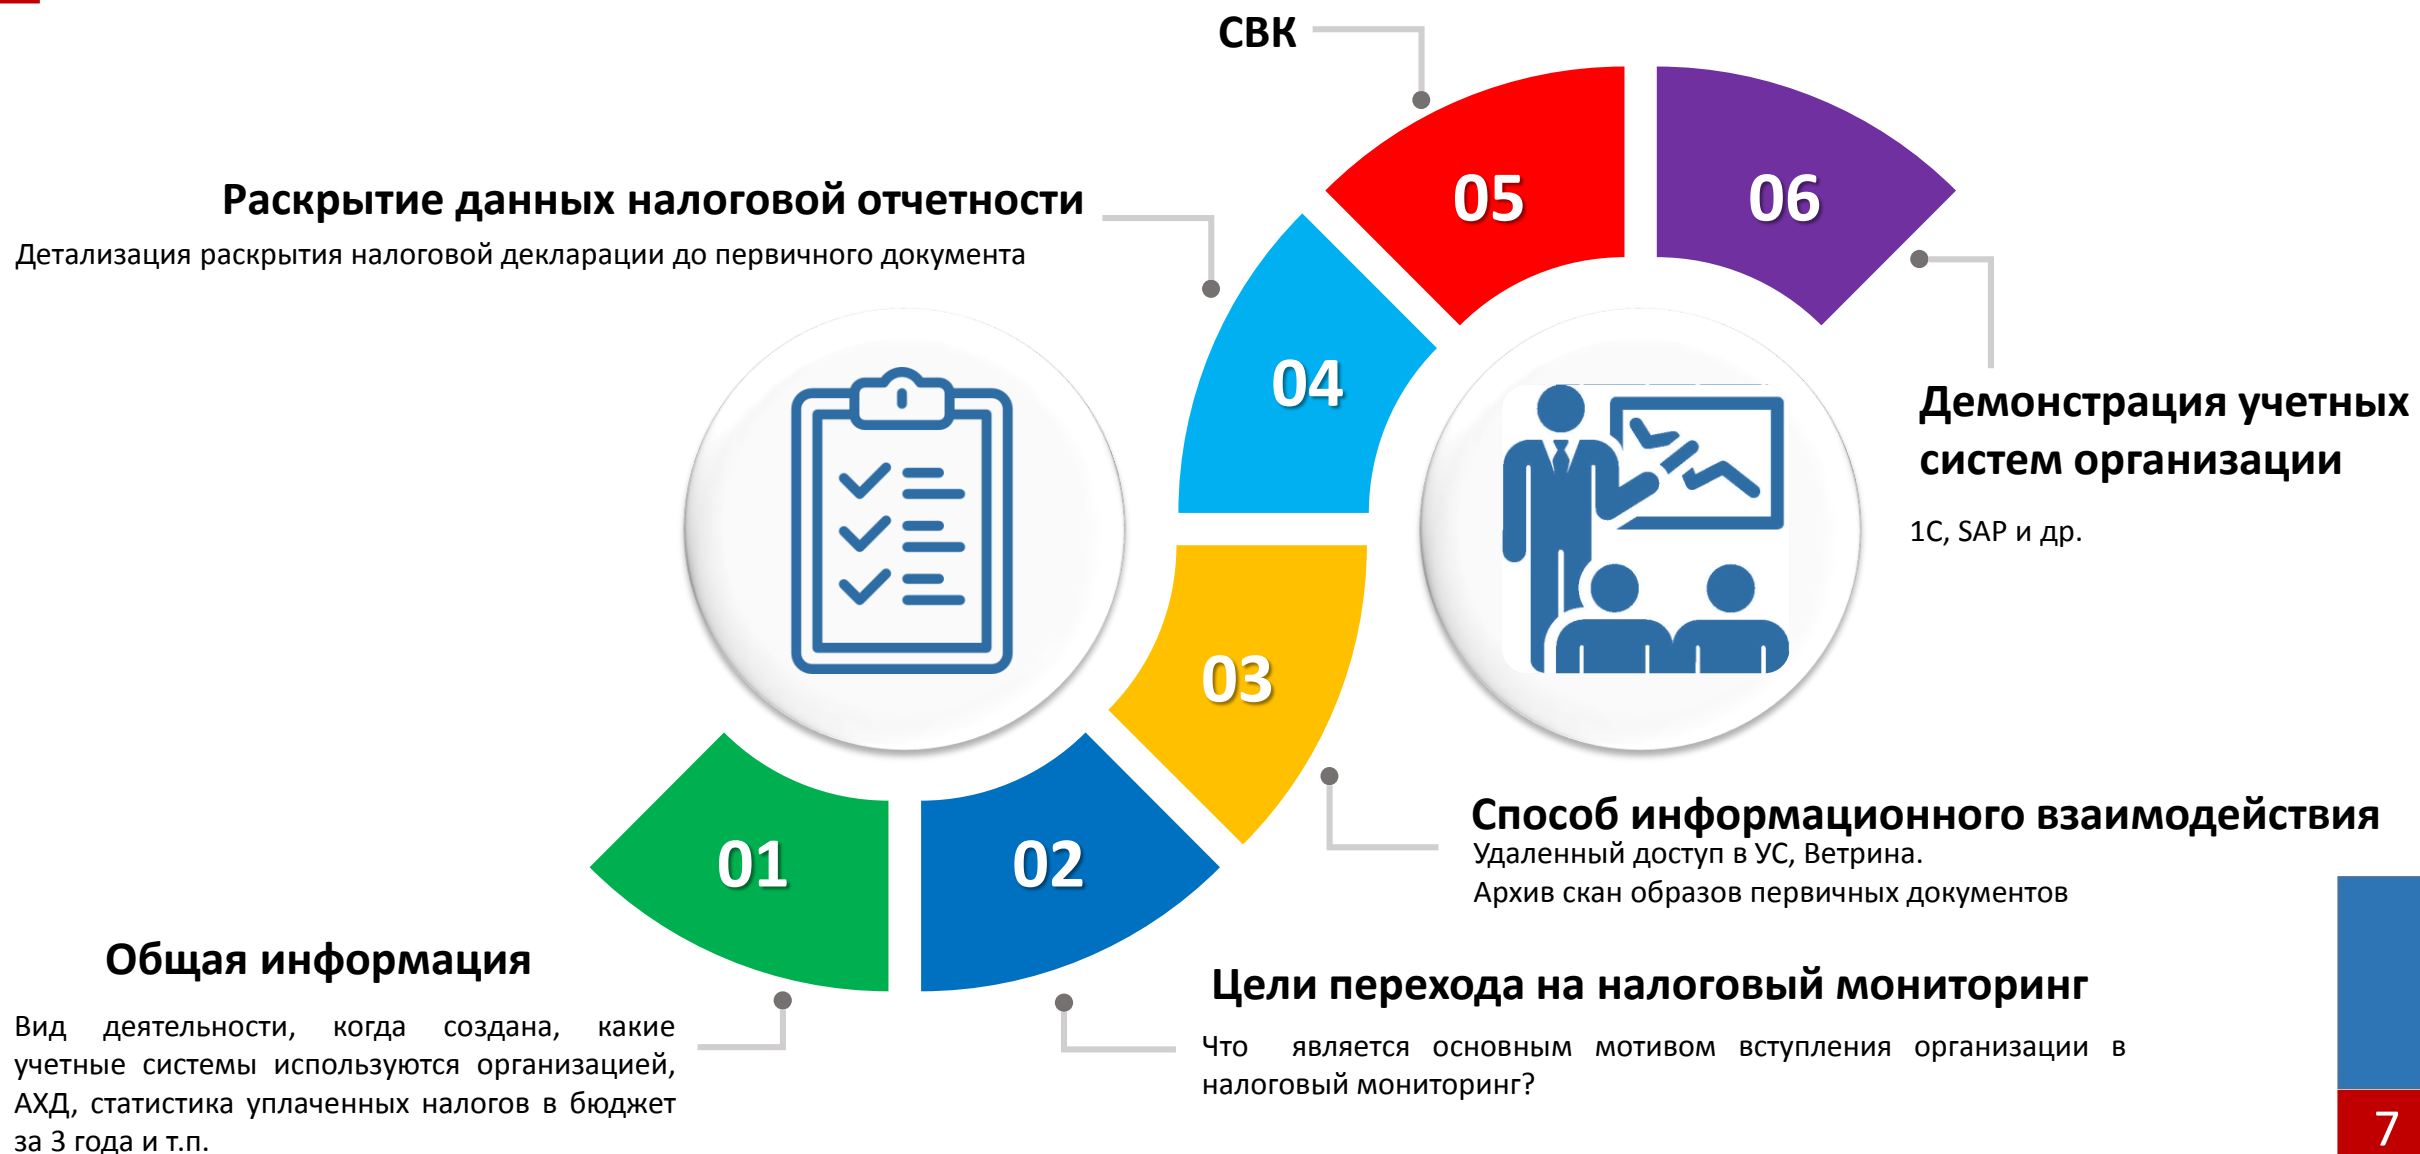 СВК
05
06
Раскрытие данных налоговой отчетности
Детализация раскрытия налоговой декларации до первичного документа
04
Демонстрация учетных
систем организации
1С, SAP и др.
03
Способ информационного взаимодействия
Удаленный доступ в УС, Ветрина.
Архив скан образов первичных документов
01
02
Общая информация
Вид деятельности, когда создана, какие
учетные системы используются организацией,
АХД, статистика уплаченных налогов в бюджет
за 3 года и т.п.
Цели перехода на налоговый мониторинг
Что является основным мотивом вступления организации в
налоговый мониторинг?
7